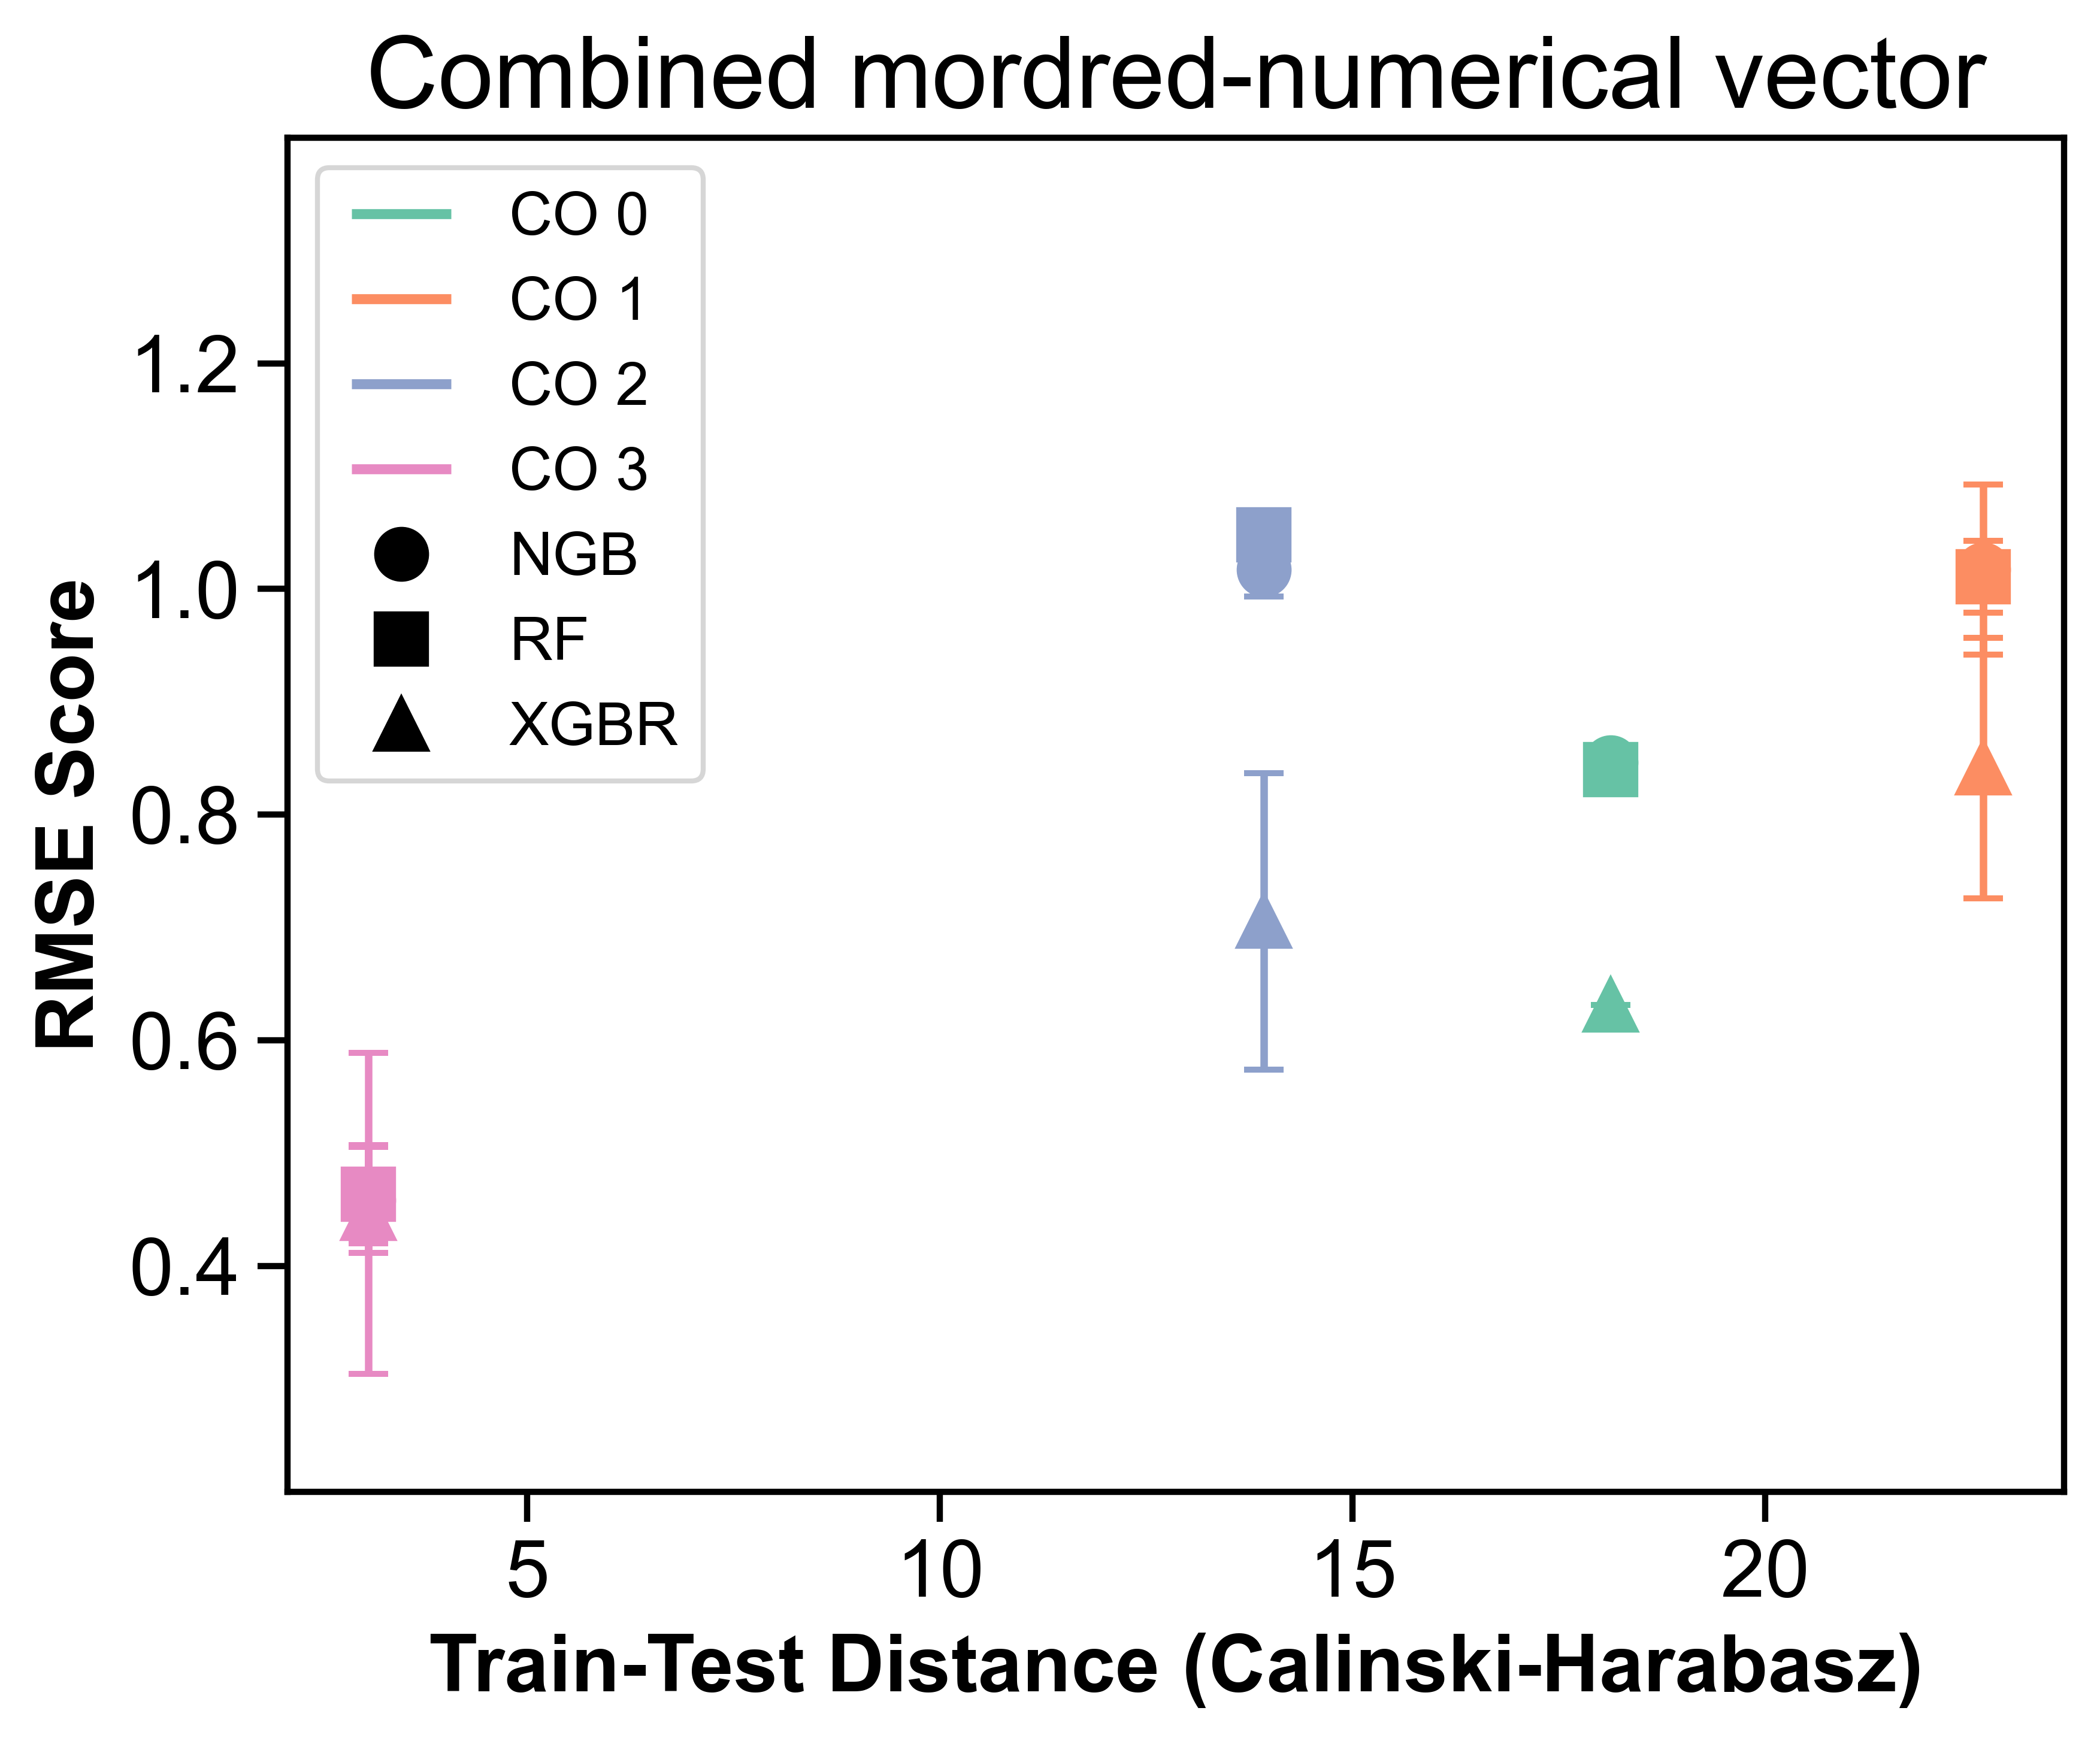 Combined mordred-numerical vector
CO 0
CO 1
CO 2
CO 3
NGB
RF
XGBR
1.2
1.0
0.8
0.6
0.4
RMSE Score
5 10 15 20
Train-Test Distance (Calinski-Harabasz)